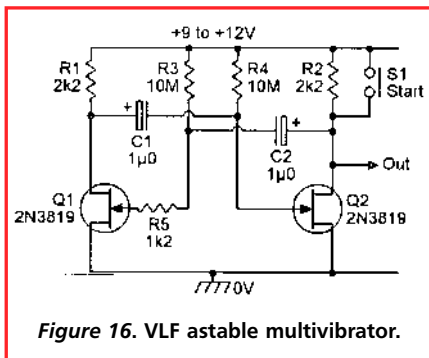 +9 to +12V
R1
2k2
R3
10M
R4
10M
R2
2k2
S1
Start
+
C1
1µ0
+
C2
1µ0
Out
Q1
2N3819
R5
1k2
Q2
2N3819
0V
Figure 16. VLF astable multivibrator.